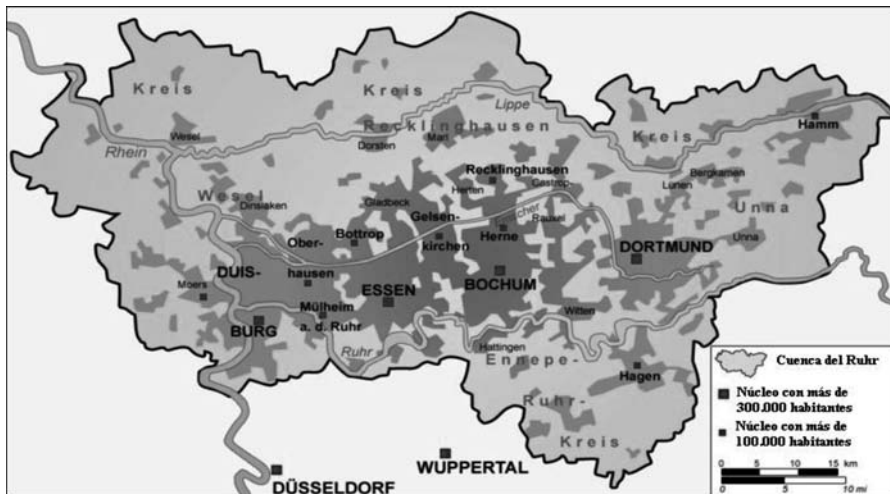 Kreis
Kreis
Lippe
Recklinghausen
Kreis
Hamm
Rhein
Wesel
Dorsten
Marl
Recklinghausen
Herten
Castrop-
Rauxel
Lünen
Bergkamen
Wesel
Dinslaken
Gladbeck
Gelsen-
kirchen
Herne
Unna
Unna
Ober-
hausen
Bottrop
DORTMUND
DUIS-
BURG
Moers
ESSEN
BOCHUM
Mülheim
a. d. Ruhr
Ruhr
Witten
Hattingen
Ennepe-
Ruhr-
Kreis
Hagen
WUPPERTAL
DÜSSELDORF
Cuenca del Ruhr
Núcleo con más de
300.000 habitantes
Núcleo con más de
100.000 habitantes
0 5 10 15 km
0 5 10 mi